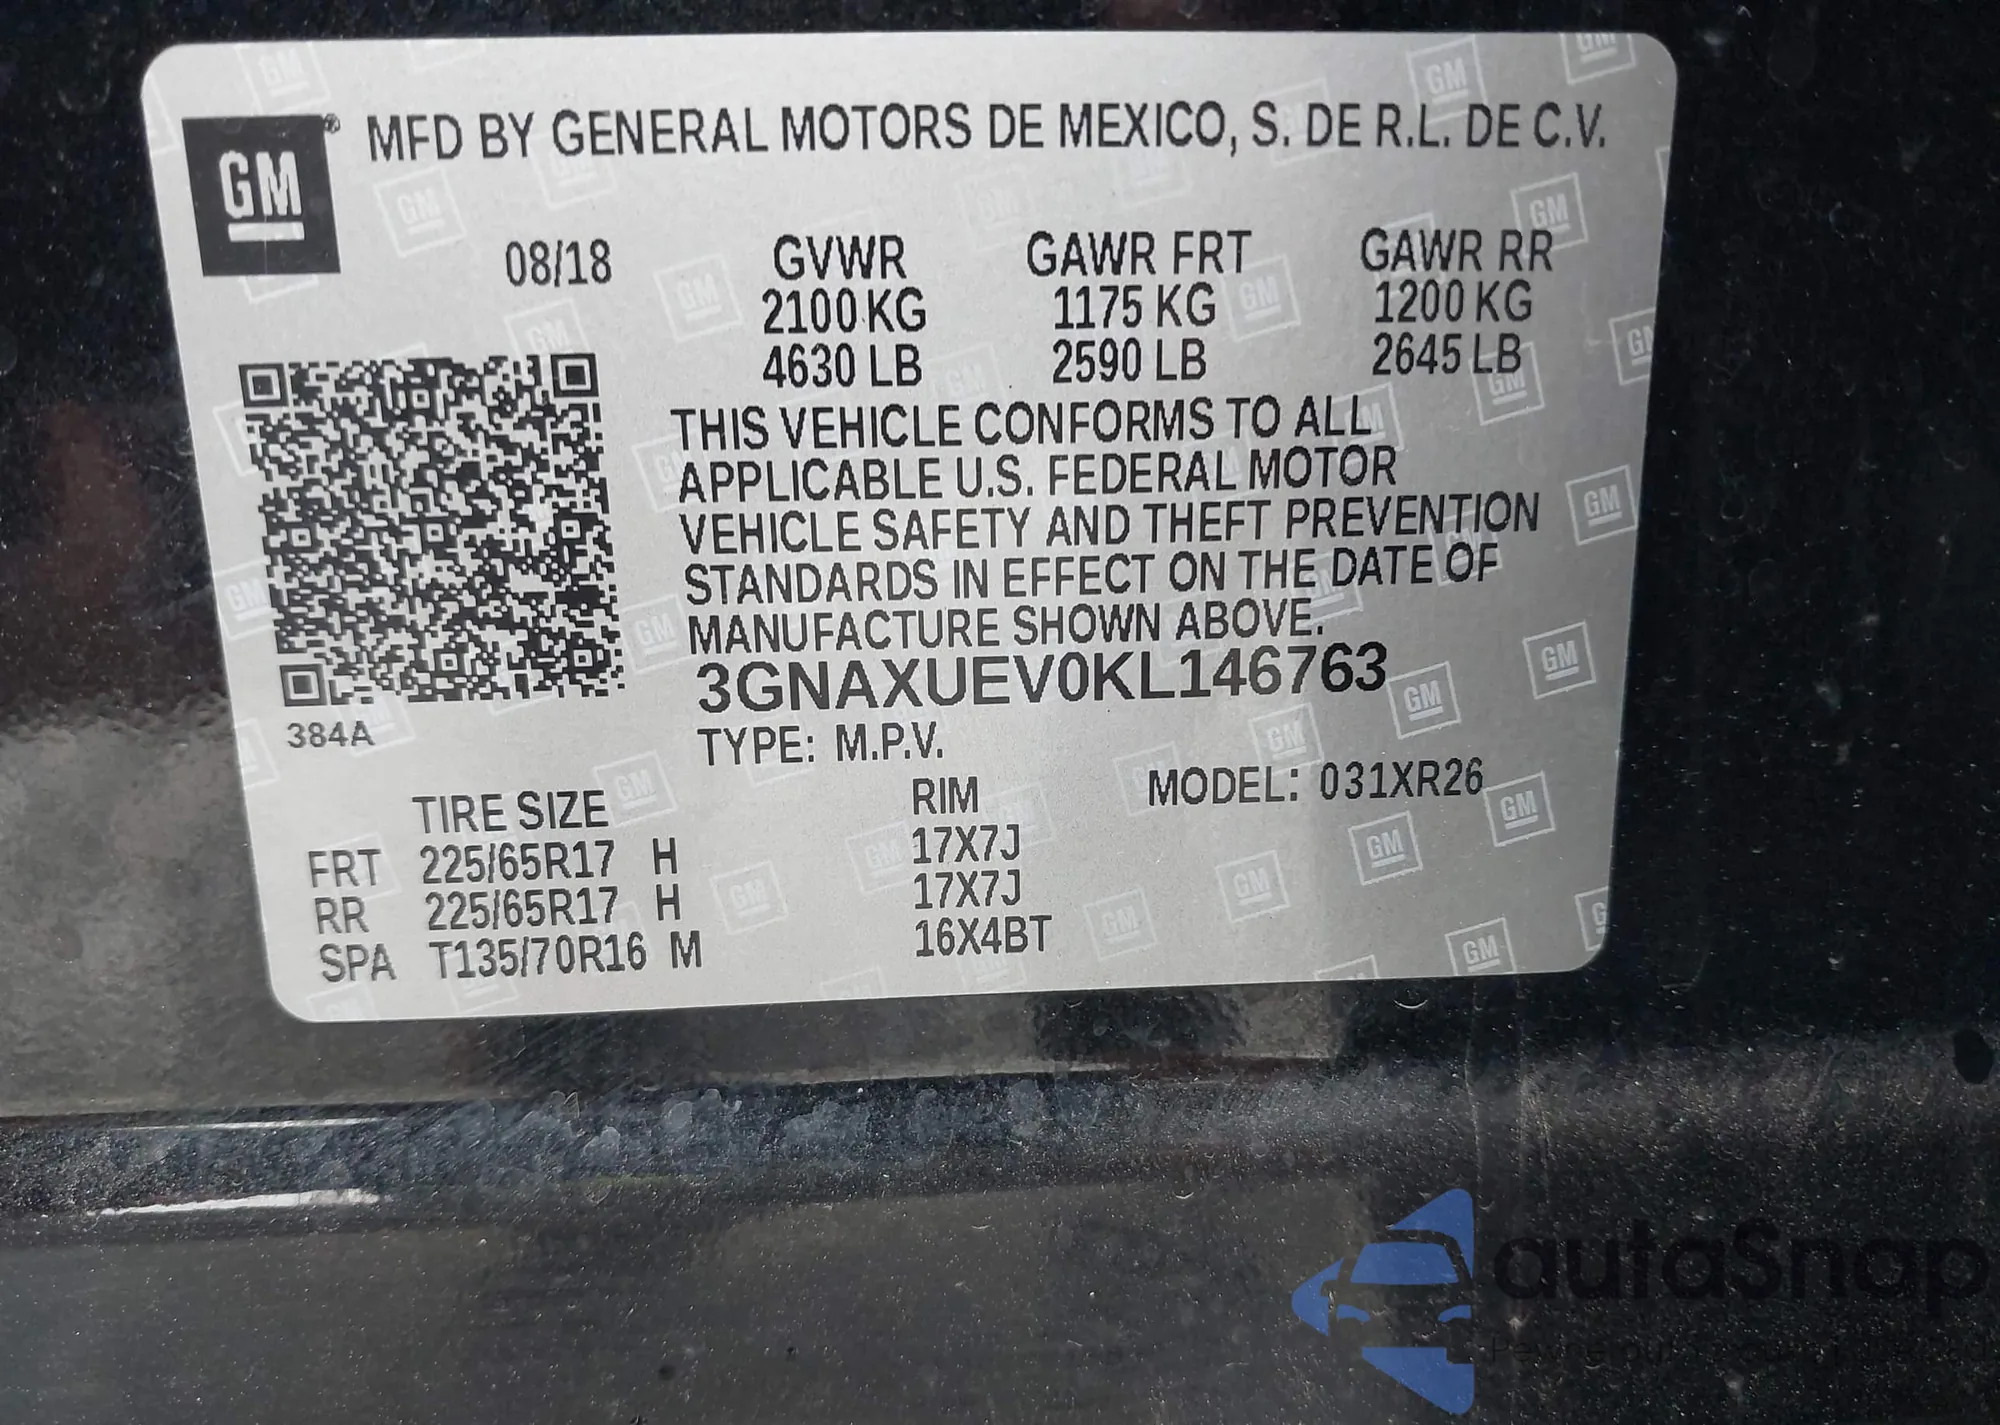 GM
MFD BY GENERAL MOTORS DE MEXICO, S. DE R.L. DE C.V.
08/18 GVWR GAWR FRT GAWR RR
2100 KG 1175 KG 1200 KG
4630 LB 2590 LB 2645 LB
THIS VEHICLE CONFORMS TO ALL
APPLICABLE U.S. FEDERAL MOTOR
VEHICLE SAFETY AND THEFT PREVENTION
STANDARDS IN EFFECT ON THE DATE OF
MANUFACTURE SHOWN ABOVE.
3GNAXUEV0KL146763
384A
TYPE: M.P.V.
MODEL: 031XR26
TIRE SIZE RIM
FRT 225/65R17 H 17X7J
RR 225/65R17 H 17X7J
SPA T135/70R16 M 16X4BT
autaSnap